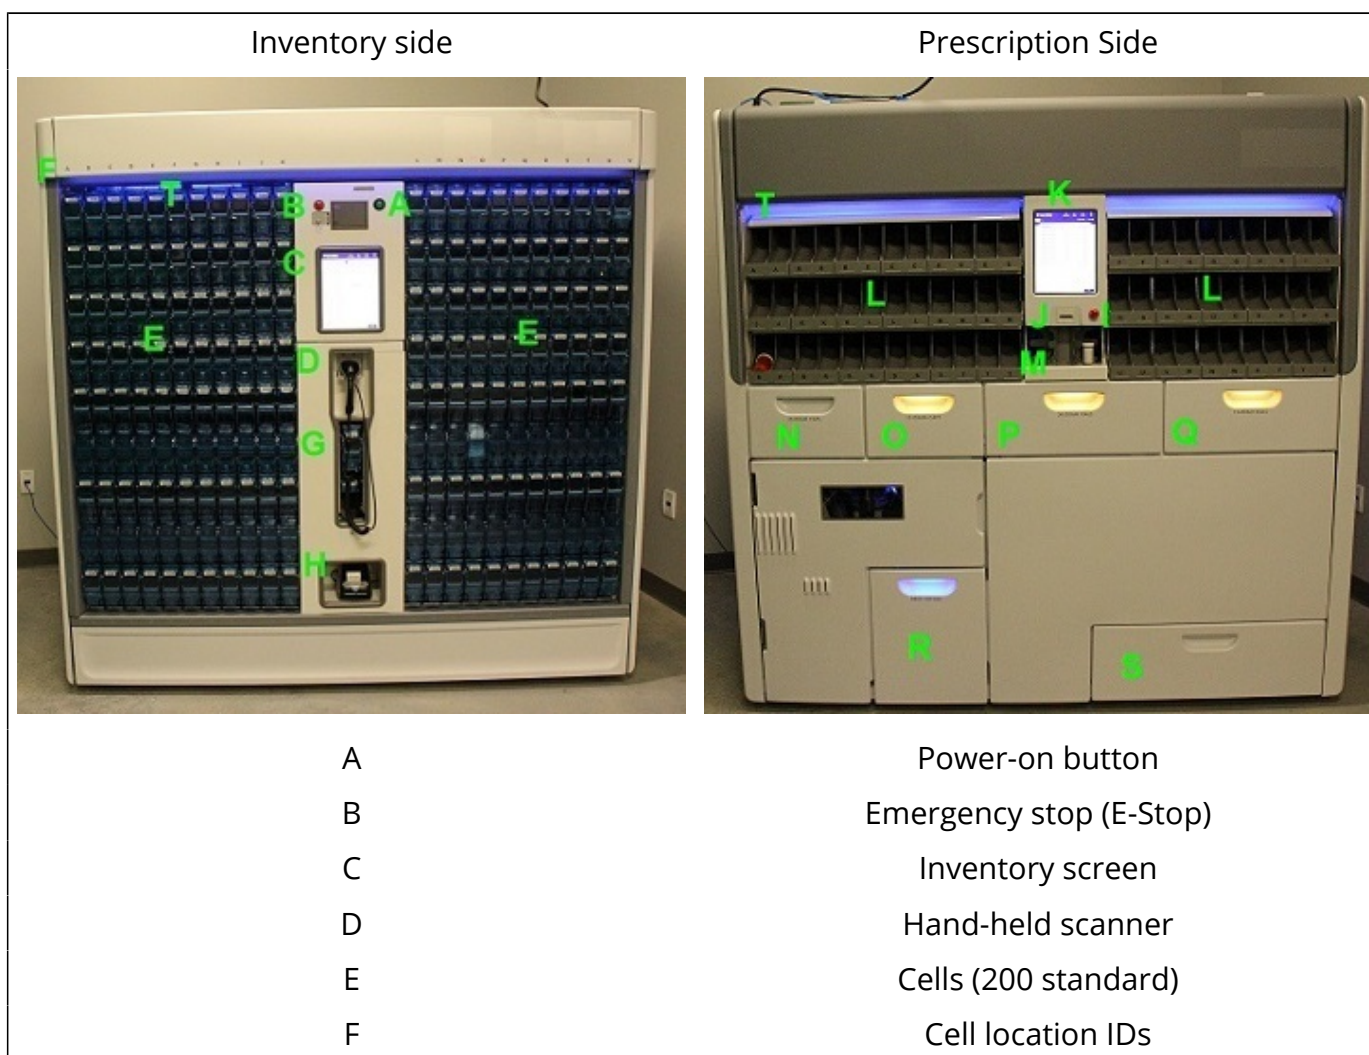 Inventory side Prescription Side
F
T T K
B A
C
L L
E E
J I
D M
N O P Q
G
H
R
S
A Power-on button
B Emergency stop (E-Stop)
C Inventory screen
D Hand-held scanner
E Cells (200 standard)
F Cell location IDs